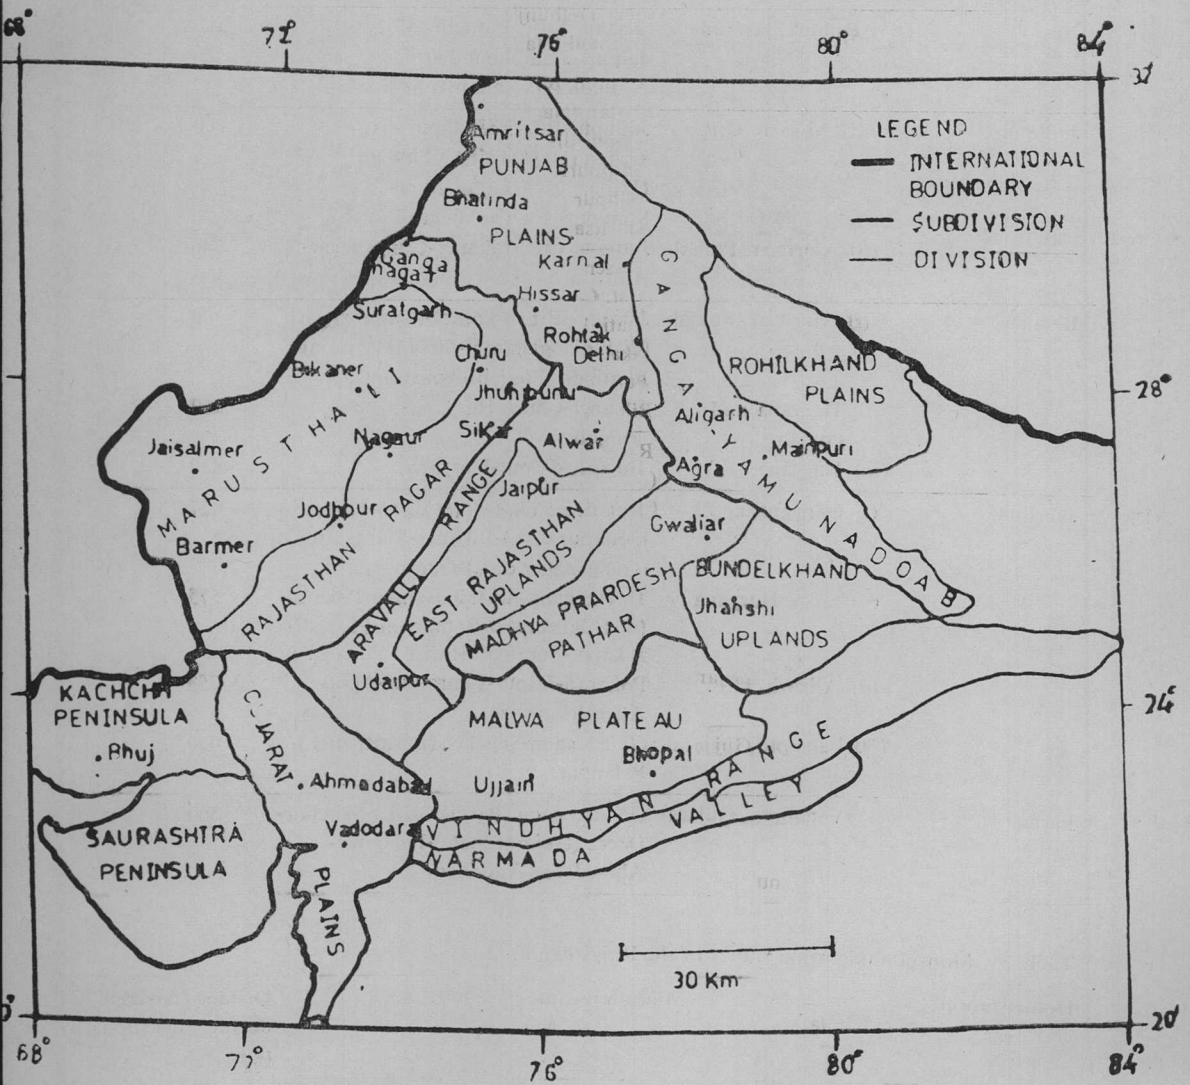 68°
72°
76°
80°
84°
32°
LEGEND
INTERNATIONAL
BOUNDARY
SUBDIVISION
DIVISION
Amritsar
PUNJAB
Bhatinda
PLAINS
Karnal
Ganga
nagar
Hissar
Suratgarh
Rohtak
Delhi
Churu
Bikaner
Jhunjhunu
GANGA-YAMUNA DOAB
ROHILKHAND
PLAINS
28°
Aligarh
MARUSTHALI
Nagaur
Sikar
Alwar
Mainpuri
Jaisalmer
Agra
Jaipur
Jodhpur
RAJASTHAN BAGAR
Gwaliar
Barmer
ARAVALLI RANGE
EAST RAJASTHAN
UPLANDS
MADHYA PRARDESH
PATHAR
BUNDELKHAND
Jhanshi
UPLANDS
Udaipur
KACHCHH
PENINSULA
Bhuj
MALWA PLATEAU
24°
Bhopal
Ujjain
GUJARAT
Ahmadabad
VINDHYAN RANGE
Vadodara
NARMADA VALLEY
SAURASHTRA
PENINSULA
PLAINS
30 Km
20°
68°
76°
80°
84°